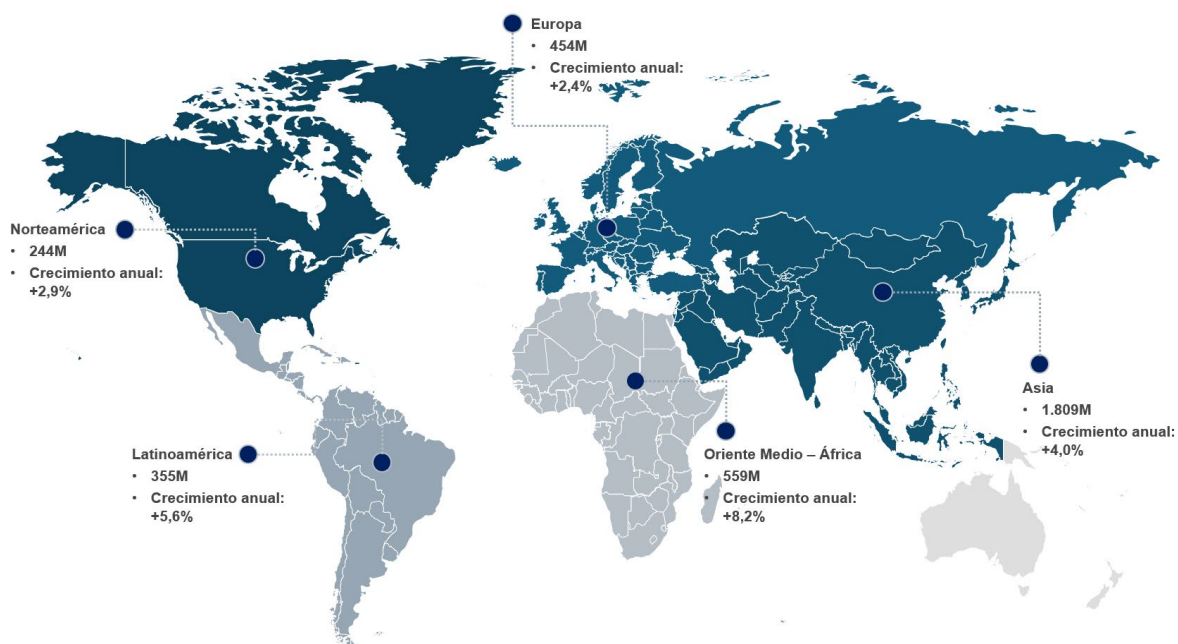 Europa
• 454M
• Crecimiento anual:
+2,4%
Norteamérica
• 244M
• Crecimiento anual:
+2,9%
Asia
• 1.809M
• Crecimiento anual:
+4,0%
Latinoamérica
• 355M
• Crecimiento anual:
+5,6%
Oriente Medio – África
• 559M
• Crecimiento anual:
+8,2%